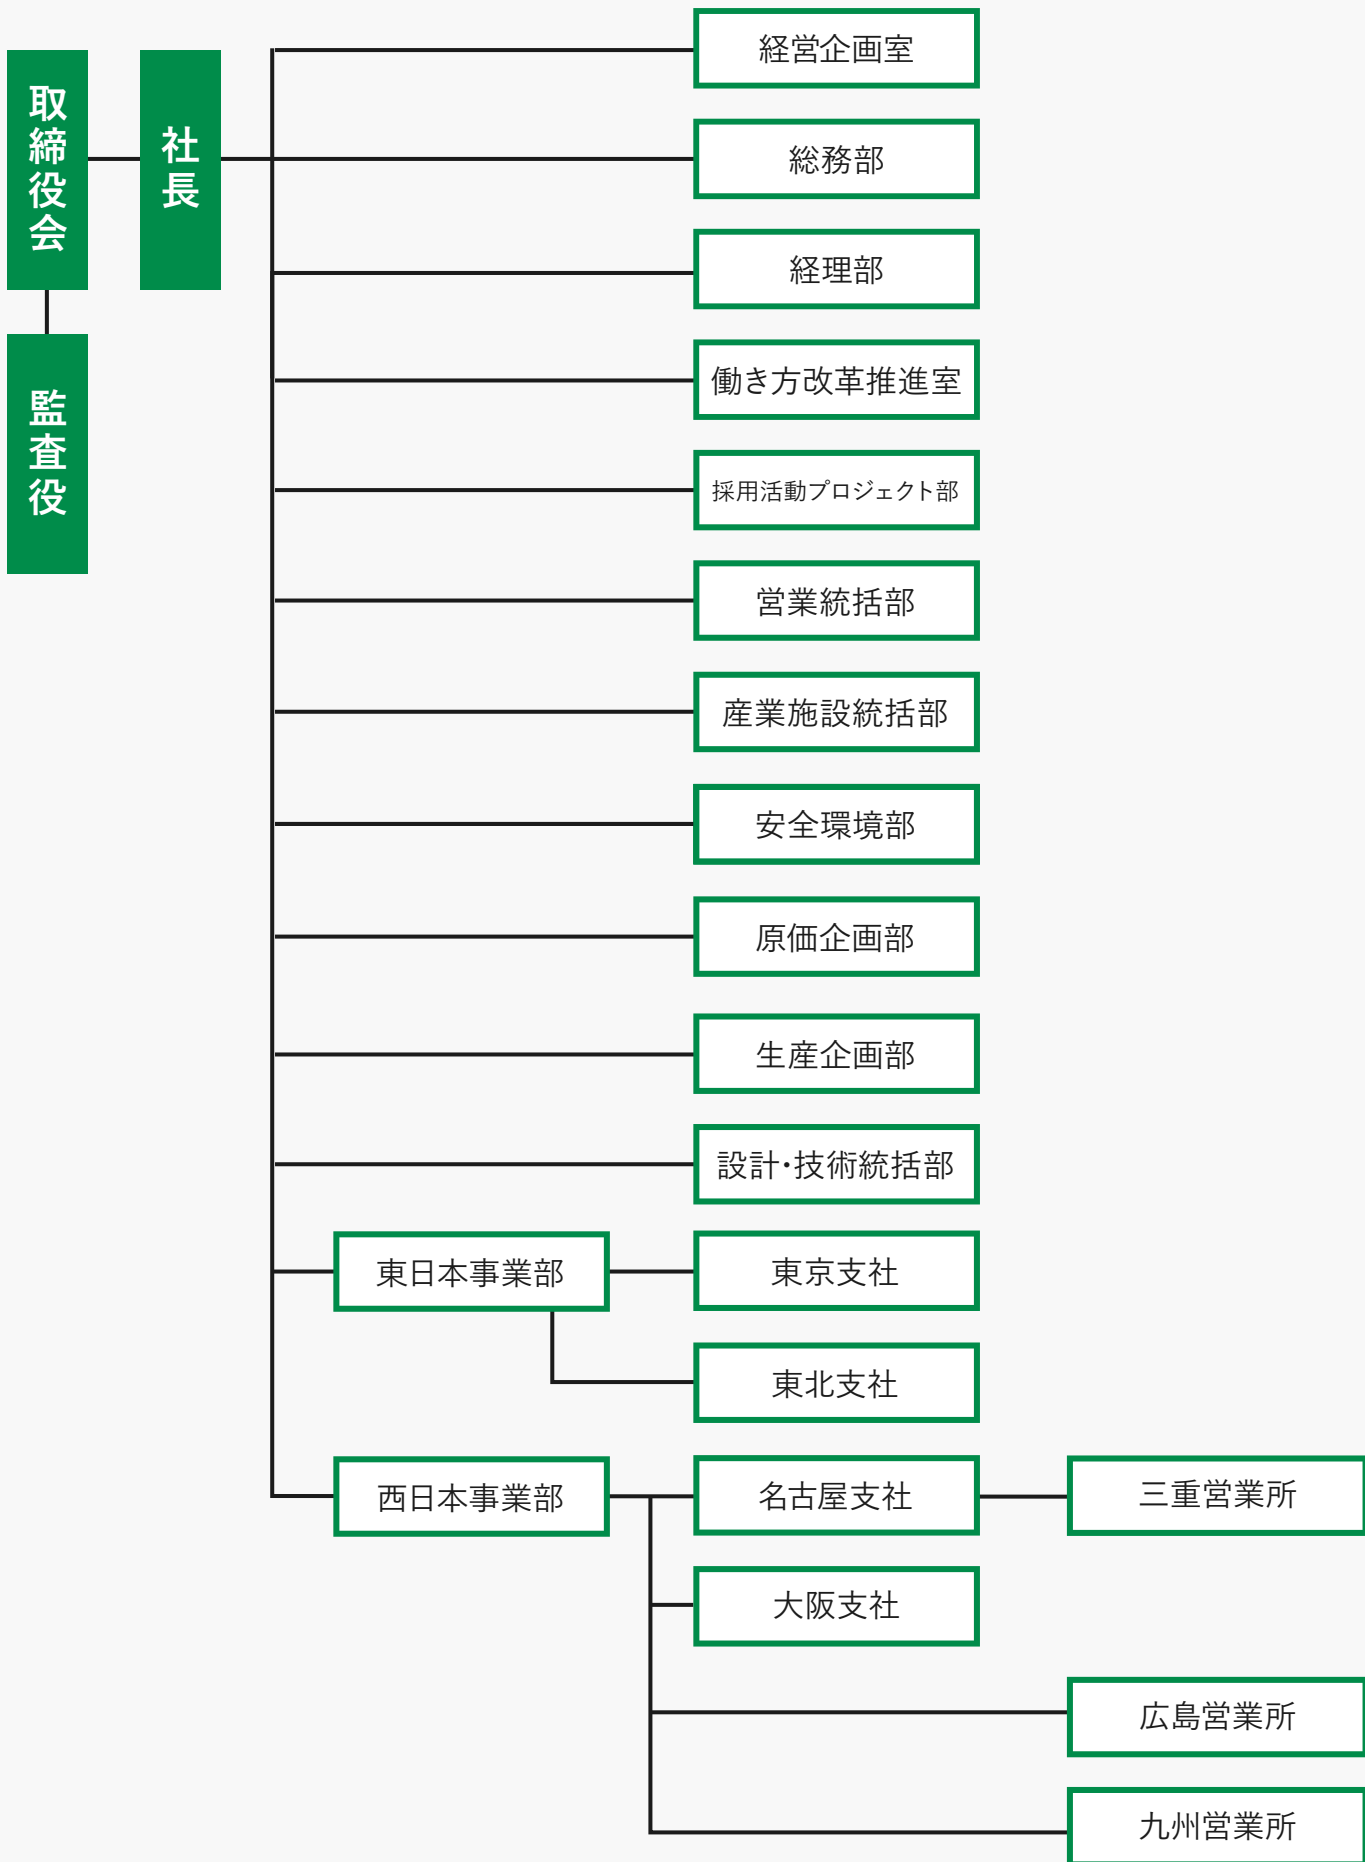 取締役会
社長
監査役
経営企画室
総務部
経理部
働き方改革推進室
採用活動プロジェクト部
営業統括部
産業施設統括部
安全環境部
原価企画部
生産企画部
設計・技術統括部
東日本事業部
東京支社
東北支社
西日本事業部
名古屋支社
三重営業所
大阪支社
広島営業所
九州営業所